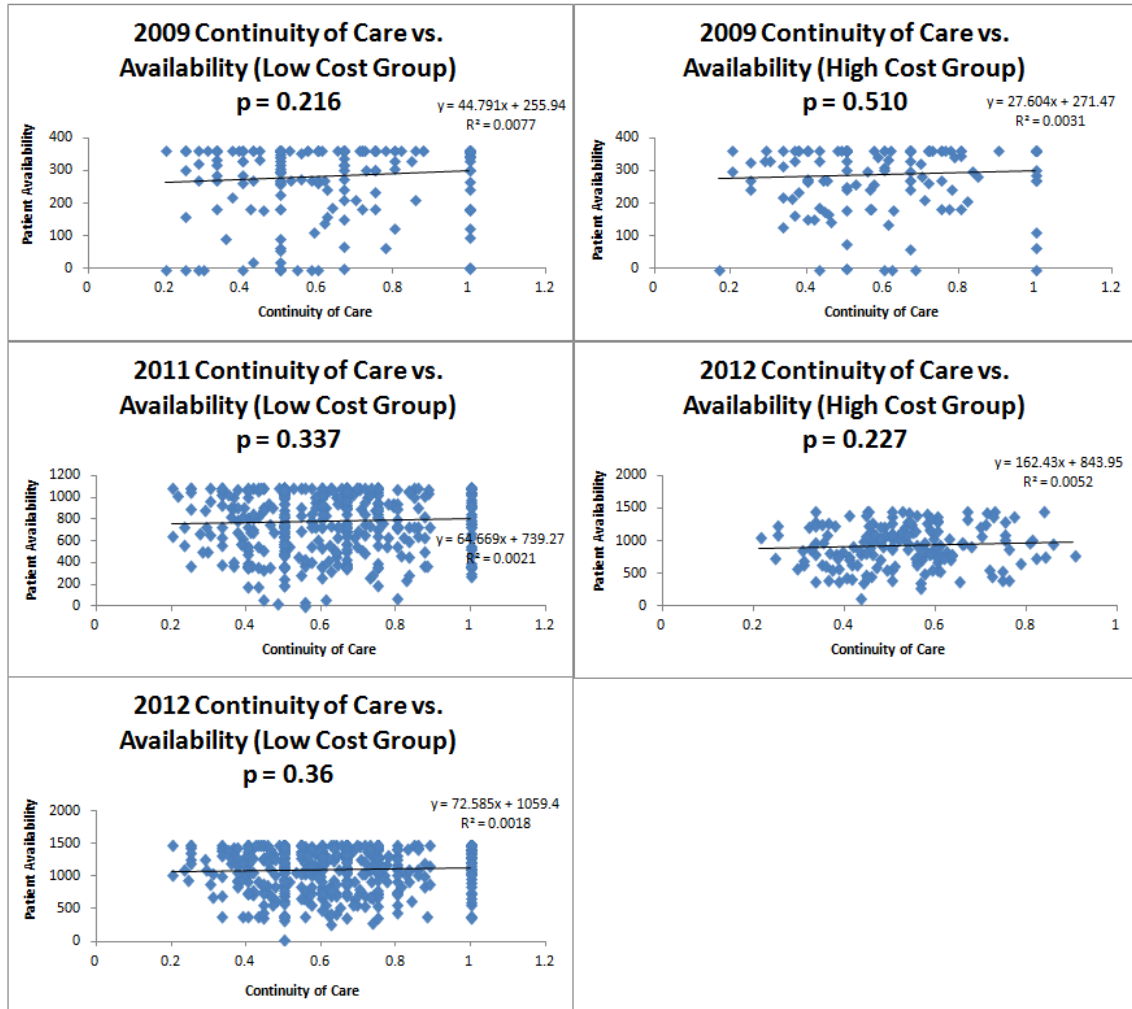 2009 Continuity of Care vs.
Availability (Low Cost Group)
p = 0.216
y = 44.791x + 255.94
R² = 0.0077
Patient Availability
400
300
200
100
0
0
0.2
0.4
0.6
0.8
1
1.2
Continuity of Care
2009 Continuity of Care vs.
Availability (High Cost Group)
p = 0.510
y = 27.604x + 271.47
R² = 0.0031
Patient Availability
400
300
200
100
0
0
0.2
0.4
0.6
0.8
1
1.2
Continuity of Care
2011 Continuity of Care vs.
Availability (Low Cost Group)
p = 0.337
y = 64.669x + 739.27
R² = 0.0021
Patient Availability
1200
1000
800
600
400
200
0
0
0.2
0.4
0.6
0.8
1
1.2
Continuity of Care
2012 Continuity of Care vs.
Availability (High Cost Group)
p = 0.227
y = 162.43x + 843.95
R² = 0.0052
Patient Availability
2000
1500
1000
500
0
0
0.2
0.4
0.6
0.8
1
Continuity of Care
2012 Continuity of Care vs.
Availability (Low Cost Group)
p = 0.36
y = 72.585x + 1059.4
R² = 0.0018
Patient Availability
2000
1500
1000
500
0
0
0.2
0.4
0.6
0.8
1
1.2
Continuity of Care